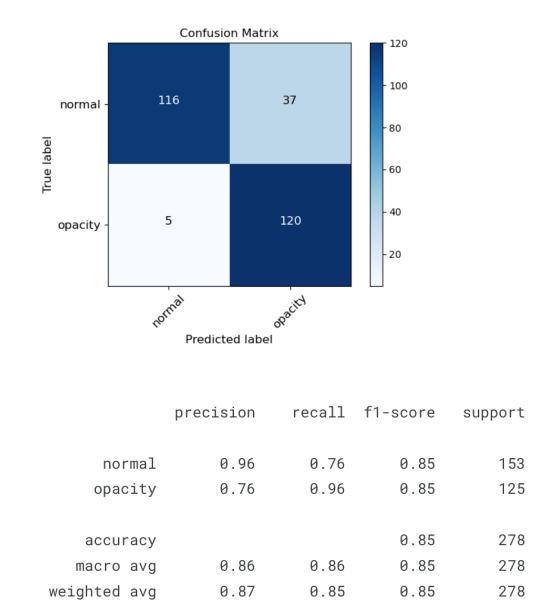 Confusion Matrix
120
100
80
60
40
20
normal
116
37
True label
opacity
5
120
normal
opacity
Predicted label
precision recall f1-score support
normal 0.96 0.76 0.85 153
opacity 0.76 0.96 0.85 125
accuracy 0.85 278
macro avg 0.86 0.86 0.85 278
weighted avg 0.87 0.85 0.85 278